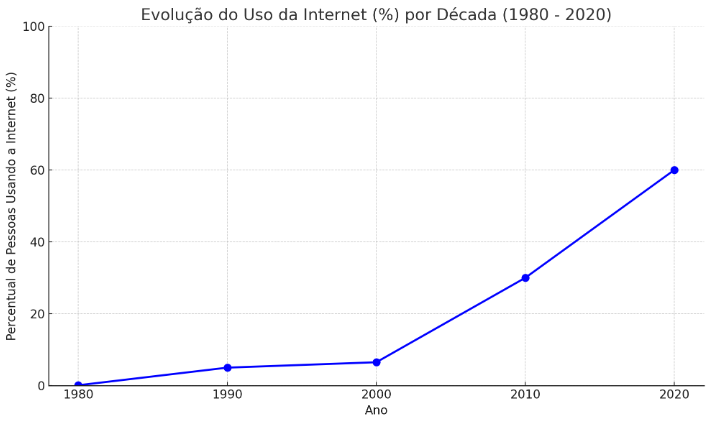 Evolução do Uso da Internet (%) por Década (1980 - 2020)
Percentual de Pessoas Usando a Internet (%)
100
80
60
40
20
0
1980 1990 2000 2010 2020
Ano